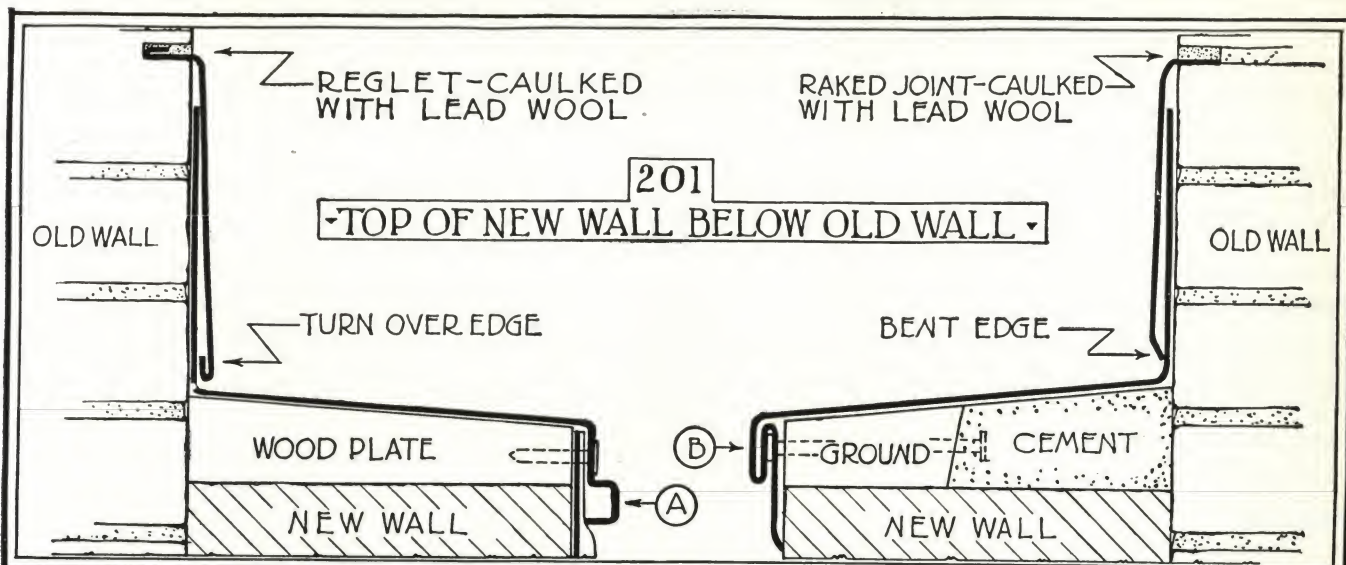 REGLET-CAULKED
WITH LEAD WOOL.
RAKED JOINT-CAULKED
WITH LEAD WOOL
201
-TOP OF NEW WALL BELOW OLD WALL-
OLD WALL
OLD WALL
TURN OVER EDGE
BENT EDGE
WOOD PLATE
B
GROUND
CEMENT
A
NEW WALL
NEW WALL